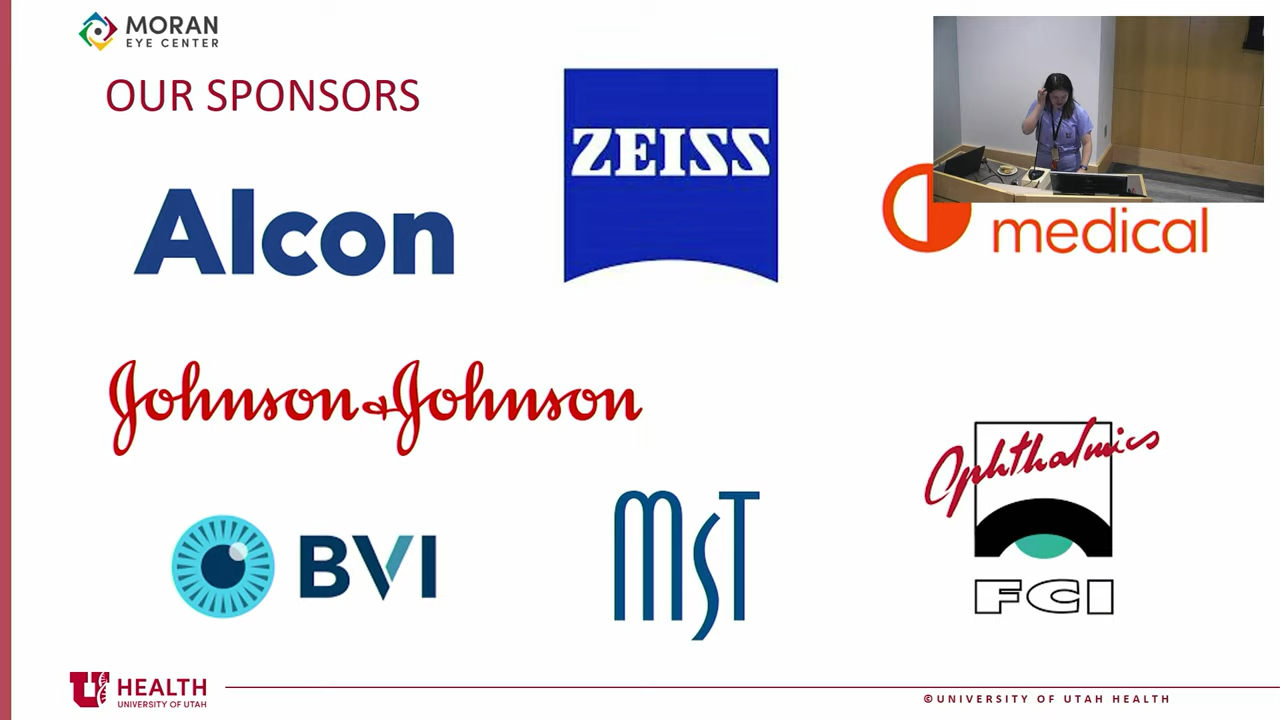 MORAN
EYE CENTER
OUR SPONSORS
Alcon
ZEISS
medical
Johnson & Johnson
BVI
MST
Ophthalmics
FCI
U HEALTH
UNIVERSITY OF UTAH
©UNIVERSITY OF UTAH HEALTH